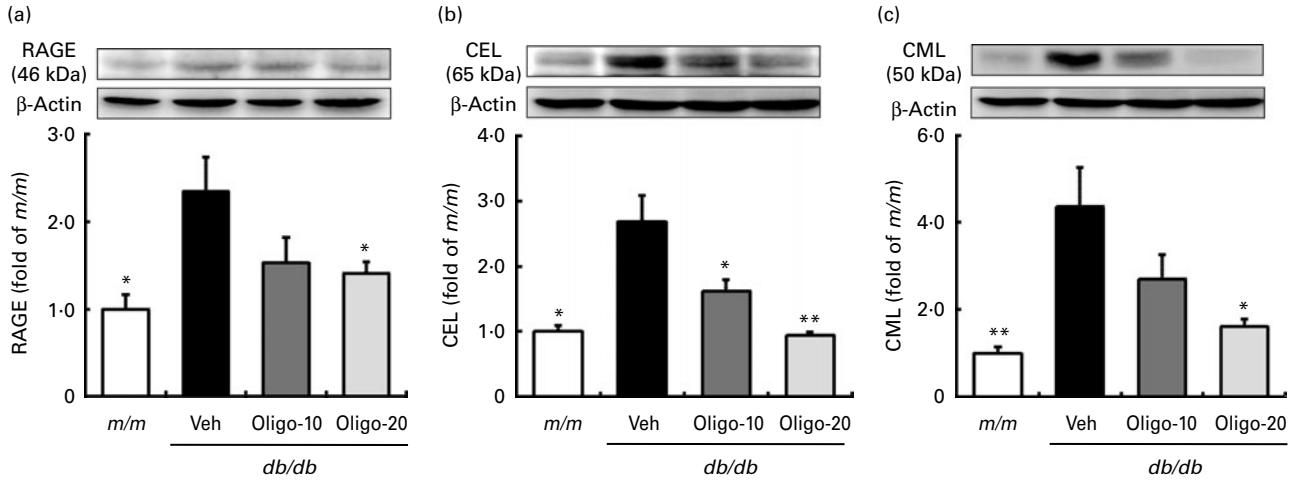 (a)
RAGE
(46 kDa)
β-Actin
3·0
2·0
1·0
0
RAGE (fold of m/m)
*
*
m/m
Veh
Oligo-10
Oligo-20
db/db
(b)
CEL
(65 kDa)
β-Actin
4·0
3·0
2·0
1·0
0
CEL (fold of m/m)
*
*
**
m/m
Veh
Oligo-10
Oligo-20
db/db
(c)
CML
(50 kDa)
β-Actin
6·0
4·0
2·0
0
CML (fold of m/m)
**
*
m/m
Veh
Oligo-10
Oligo-20
db/db